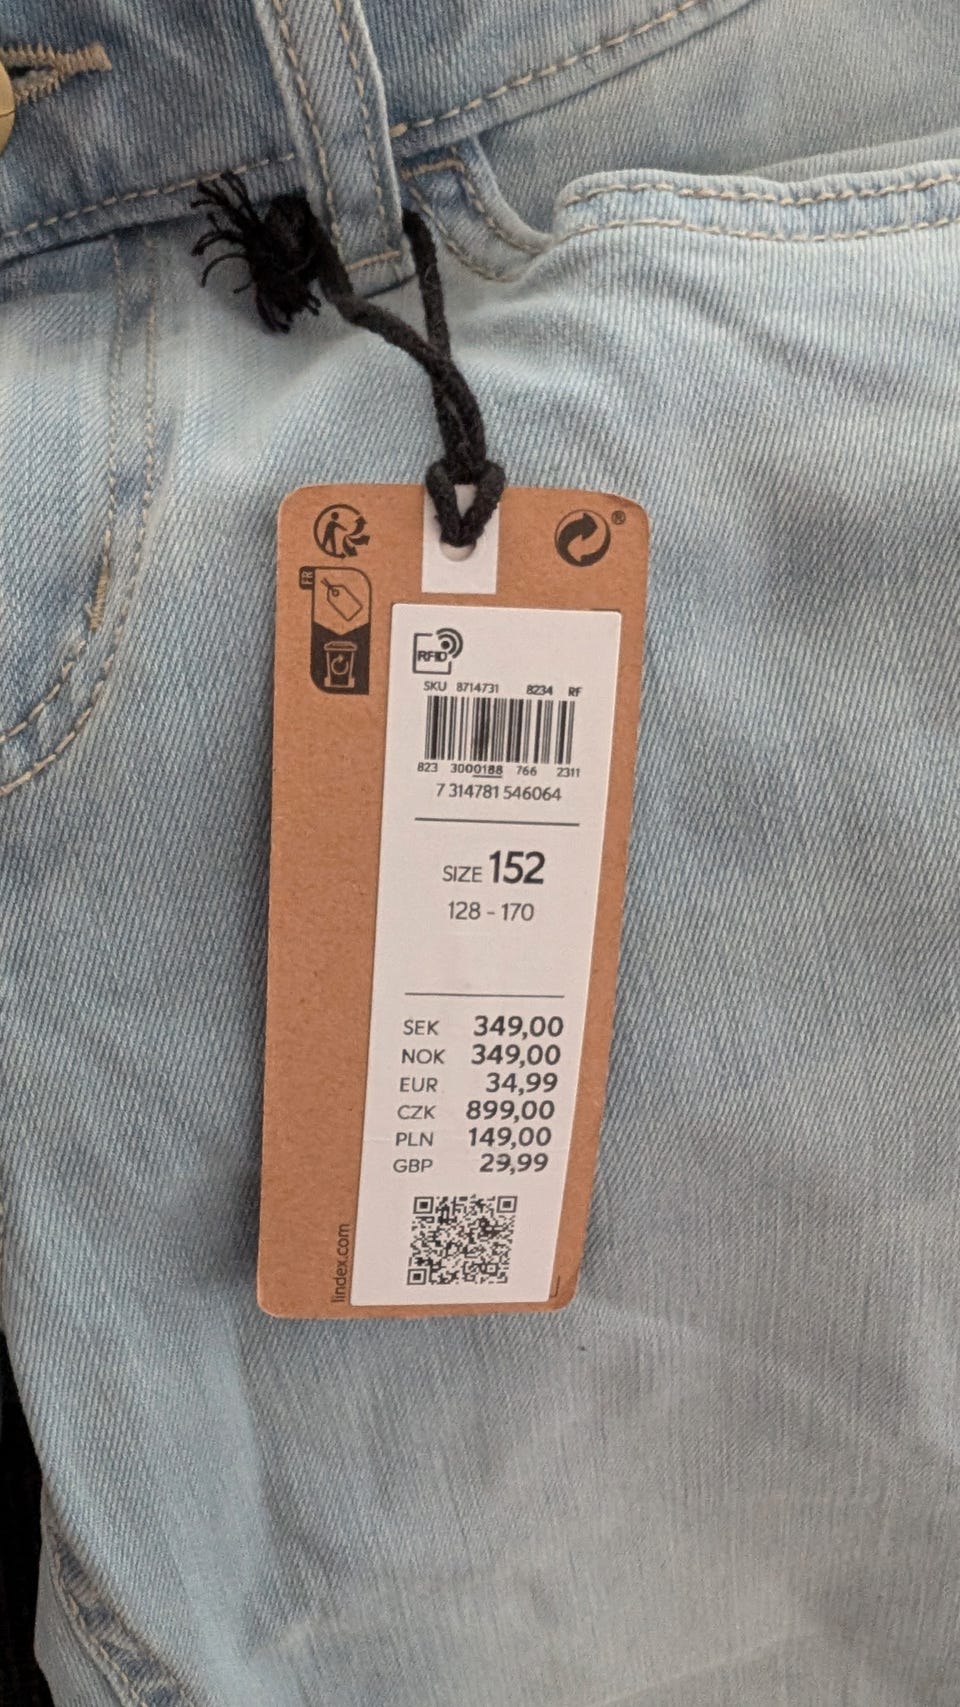 ®
FR
RFID
SKU 8714731 8234 RF
823 3000188 766 2311
7 314781 546064
SIZE 152
128 - 170
SEK 349,00
NOK 349,00
EUR 34,99
CZK 899,00
PLN 149,00
GBP 29,99
lindex.com